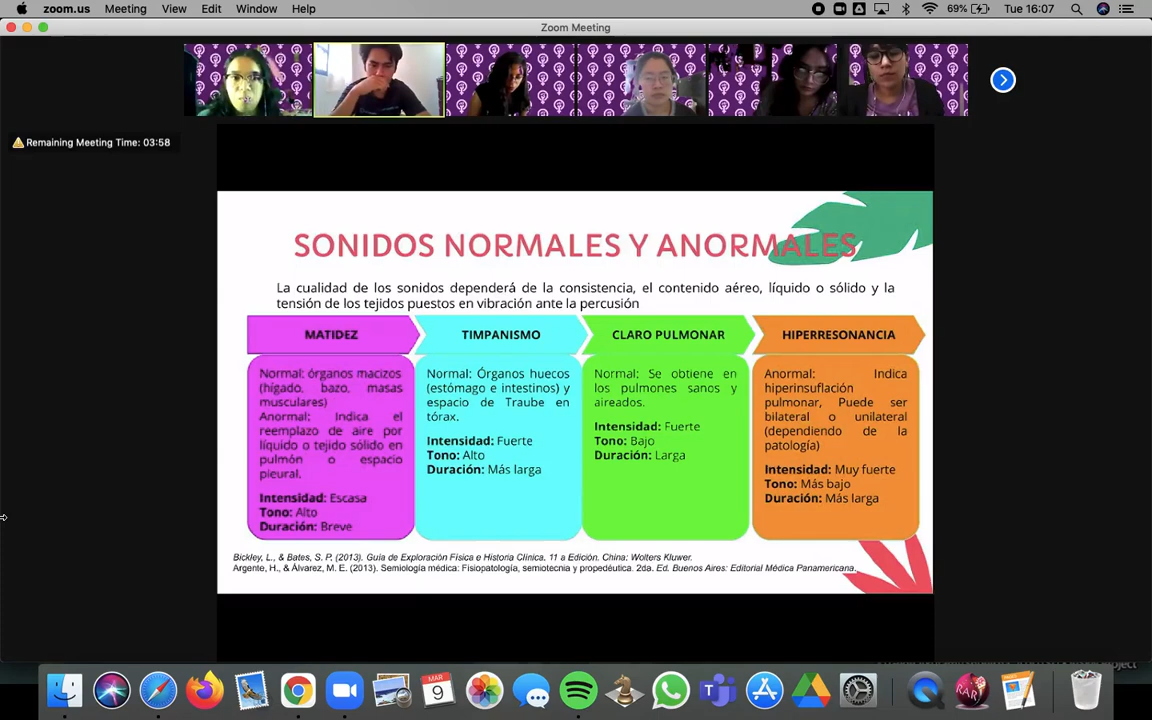 zoom.us Meeting View Edit Window Help 69% Tue 16:07
Zoom Meeting
Remaining Meeting Time: 03:58
SONIDOS NORMALES Y ANORMALES
La cualidad de los sonidos dependerá de la consistencia, el contenido aéreo, líquido o sólido y la
tensión de los tejidos puestos en vibración ante la percusión
MATIDEZ
Normal: órganos macizos
(hígado, bazo, masas
musculares)
Anormal: Indica el
reemplazo de aire por
líquido o tejido sólido en
pulmón o espacio
pleural.
Intensidad: Escasa
Tono: Alto
Duración: Breve
TIMPANISMO
Normal: Órganos huecos
(estómago e intestinos) y
espacio de Traube en
tórax.
Intensidad: Fuerte
Tono: Alto
Duración: Más larga
CLARO PULMONAR
Normal: Se obtiene en
los pulmones sanos y
aireados.
Intensidad: Fuerte
Tono: Bajo
Duración: Larga
HIPERRESONANCIA
Anormal: Indica
hiperinsuflación
pulmonar, Puede ser
bilateral o unilateral
(dependiendo de la
patología)
Intensidad: Muy fuerte
Tono: Más bajo
Duración: Más larga
Bickley, L., & Bates, S. P. (2013). Guía de Exploración Física e Historia Clínica. 11 a Edición. China: Wolters Kluwer.
Argente, H., & Álvarez, M. E. (2013). Semiología médica: Fisiopatología, semiotecnia y propedéutica. 2da. Ed. Buenos Aires: Editorial Médica Panamericana.
MAR
9
RAR